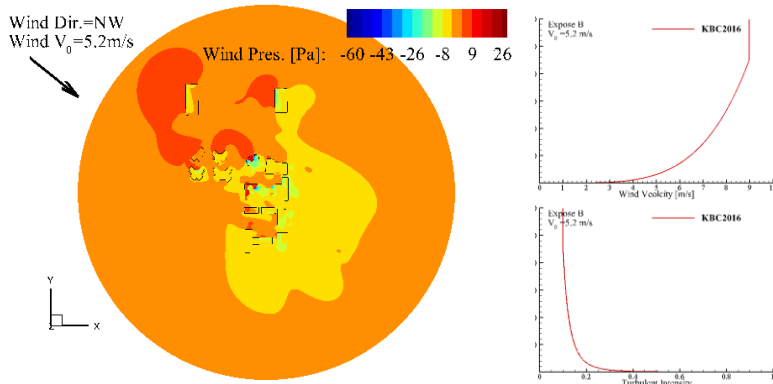 Wind Dir.=NW
Wind V0=5.2m/s
Wind Pres. [Pa]: -60 -43 -26 -8 9 26
Y
Z X
Expose B
V0=5.2 m/s
KBC2016
0 1 2 3 4 5 6 7 8 9
Wind Veolcity [m/s]
Expose B
V0=5.2 m/s
KBC2016
0 0.2 0.4 0.6 0.8
Turbulent Intensity